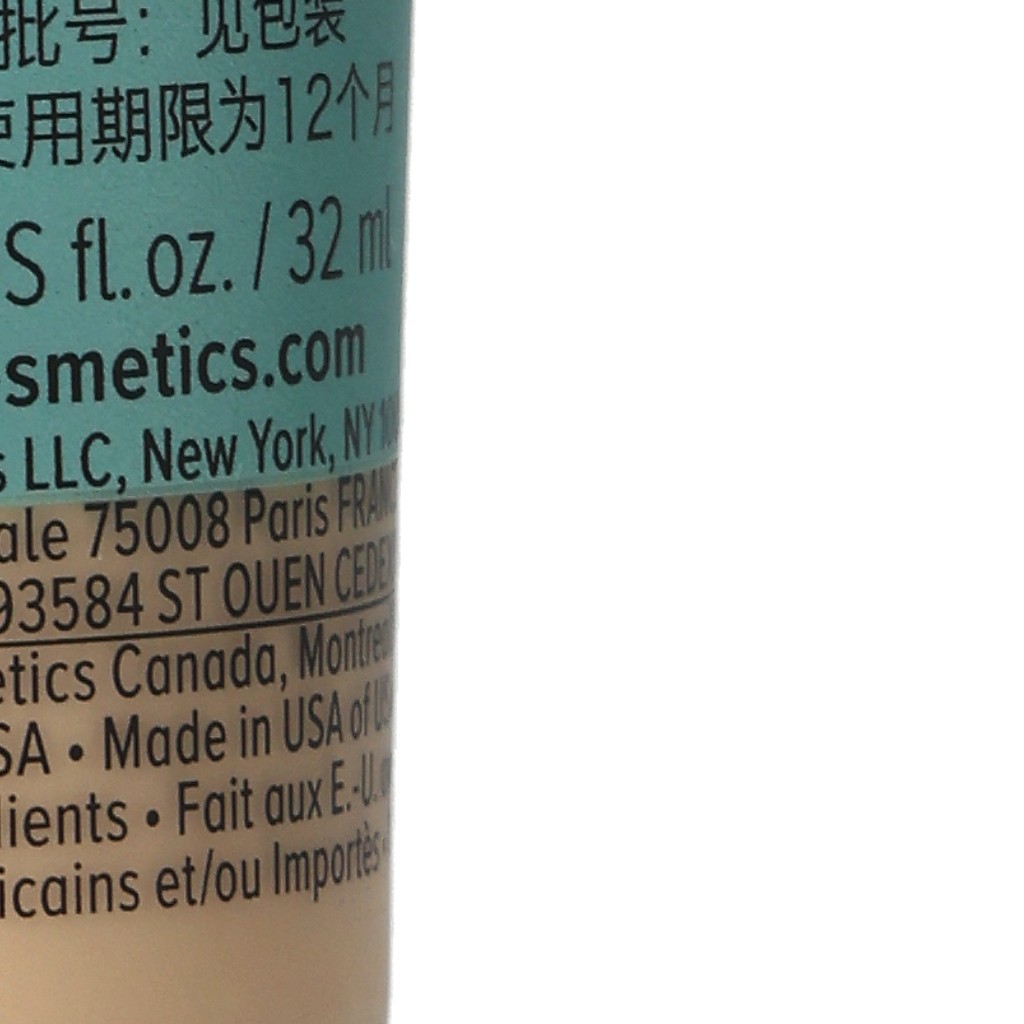 批号：见包装
使用期限为12个月
S fl. oz. / 32 ml
smetics.com
s LLC, New York, NY
ale 75008 Paris
93584 ST OUEN CEDEX
etics Canada,
SA • Made in USA of
lients • Fait aux E.-U.
icains et/ou Importès